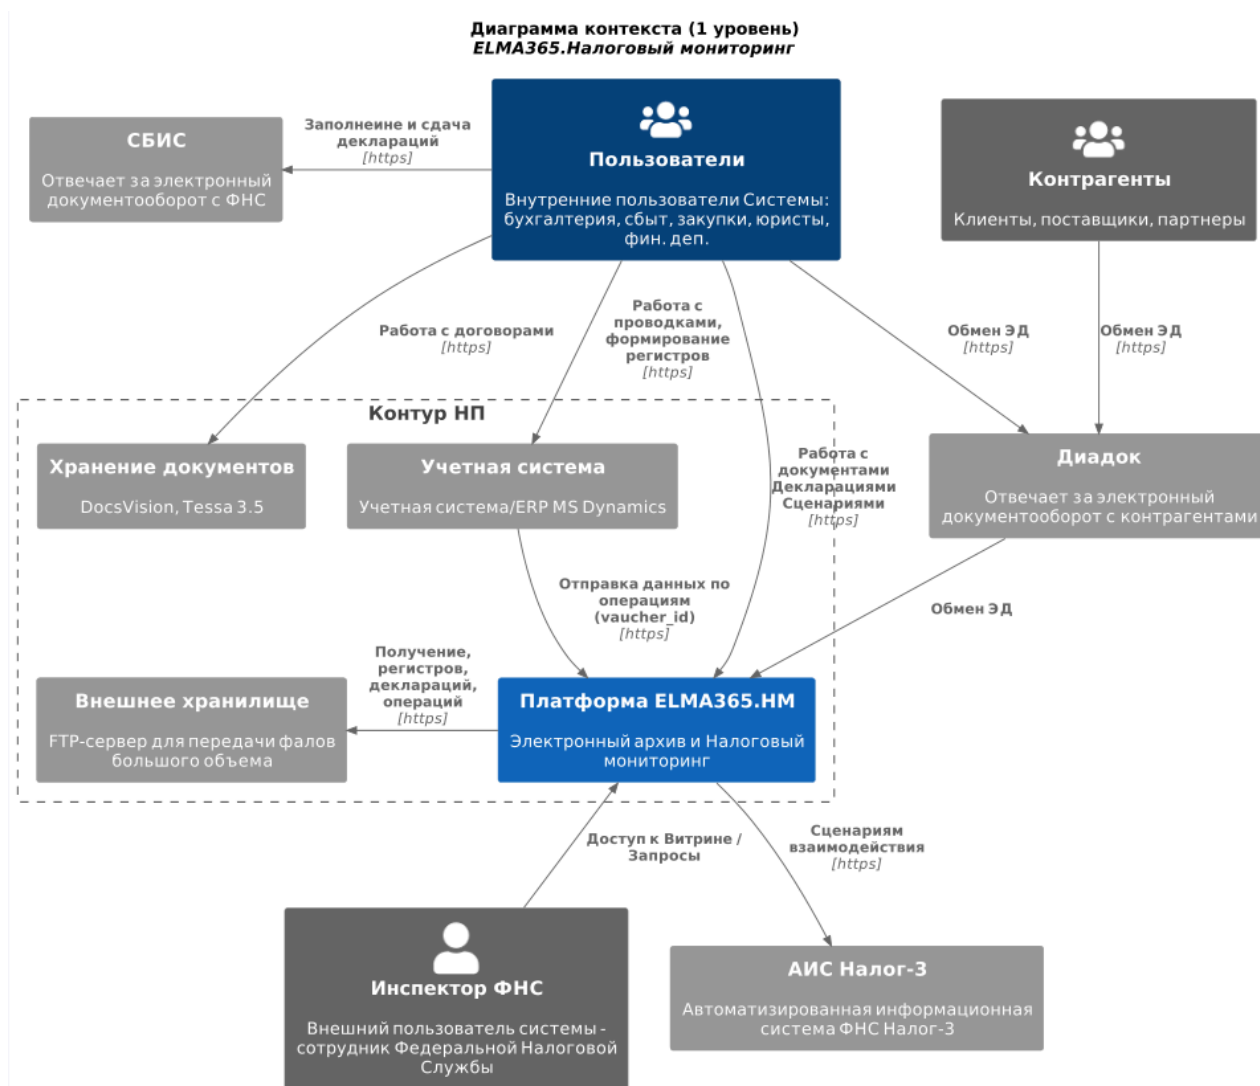 Диаграмма контекста (1 уровень)
ELMA365.Налоговый мониторинг
СБИС
Отвечает за электронный
документооборот с ФНС
Заполнеине и сдача
деклараций
[https]
Пользователи
Внутренние пользователи Системы:
бухгалтерия, сбыт, закупки, юристы,
фин. деп.
Контрагенты
Клиенты, поставщики, партнеры
Работа с договорами
[https]
Работа с
проводками,
формирование
регистров
[https]
Обмен ЭД
[https]
Обмен ЭД
[https]
Контур НП
Хранение документов
DocsVision, Tessa 3.5
Учетная система
Учетная система/ERP MS Dynamics
Работа с
документами
Декларациями
Сценариями
[https]
Диадок
Отвечает за электронный
документооборот с контрагентами
Отправка данных по
операциям
(vaucher_id)
[https]
Обмен ЭД
Внешнее хранилище
FTP-сервер для передачи фалов
большого объема
Получение,
регистров,
деклараций,
операций
[https]
Платформа ELMA365.НМ
Электронный архив и Налоговый
мониторинг
Доступ к Витрине /
Запросы
Сценариям
взаимодействия
[https]
Инспектор ФНС
Внешний пользователь системы -
сотрудник Федеральной Налоговой
Службы
АИС Налог-3
Автоматизированная информационная
система ФНС Налог-3